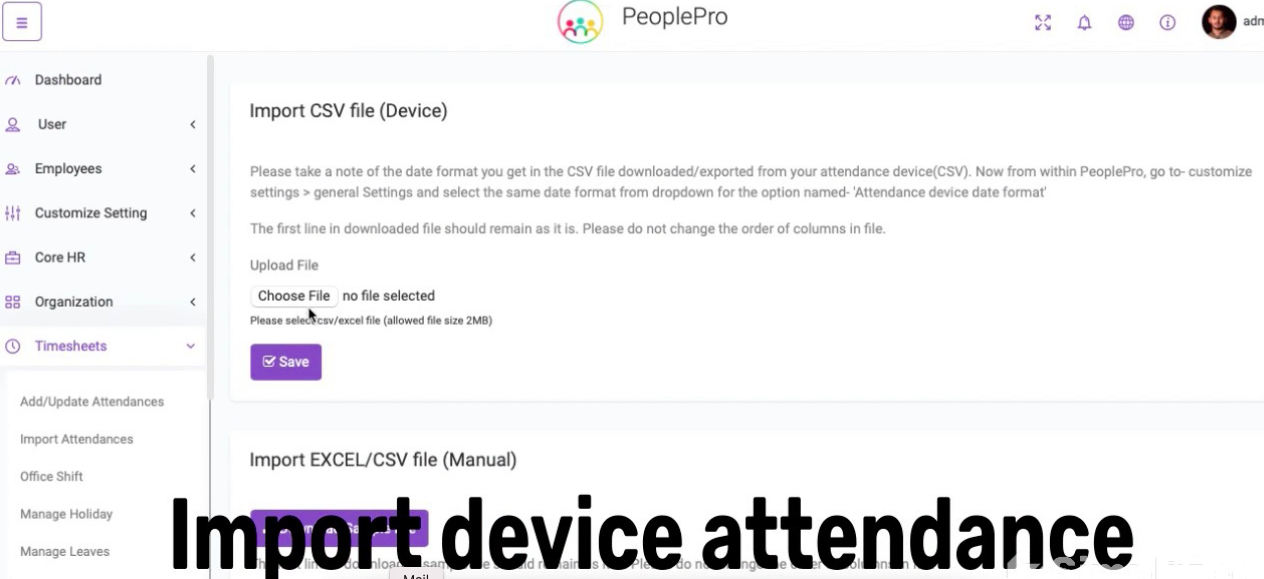 PeoplePro
adm
Dashboard
User
Employees
Customize Setting
Core HR
Organization
Timesheets
Add/Update Attendances
Import Attendances
Office Shift
Manage Holiday
Manage Leaves
Import CSV file (Device)
Please take a note of the date format you get in the CSV file downloaded/exported from your attendance device(CSV). Now from within PeoplePro, go to- customize
settings > general Settings and select the same date format from dropdown for the option named- 'Attendance device date format'
The first line in downloaded file should remain as it is. Please do not change the order of columns in file.
Upload File
Choose File no file selected
Please select csv/excel file (allowed file size 2MB)
Save
Import EXCEL/CSV file (Manual)
Import device attendance
Mail